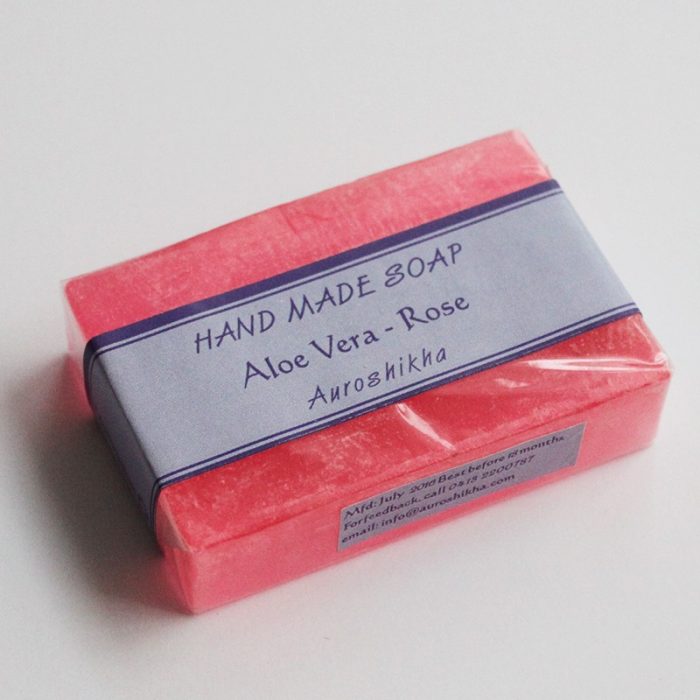 HAND MADE SOAP
Aloe Vera - Rose
Auroshikha
Mfd: July 2016 Best before 18 months
For feedback, call 0413 2200787
email: info@auroshikha.com